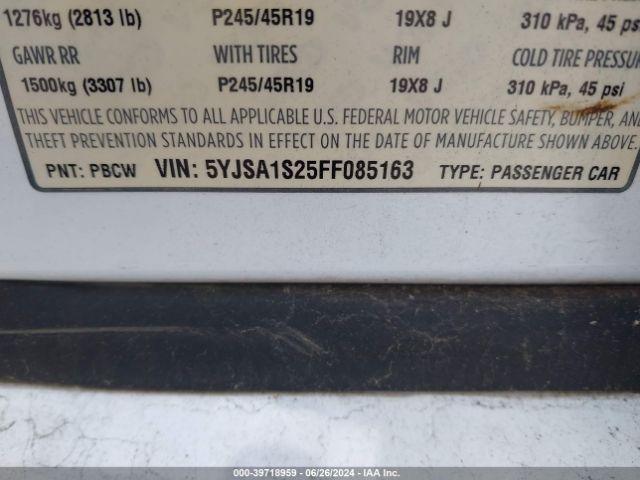 1276kg (2813 lb) P245/45R19 19X8 J 310 kPa, 45 ps
GAWR RR WITH TIRES RIM COLD TIRE PRESSUR
1500kg (3307 lb) P245/45R19 19X8 J 310 kPa, 45 psi
THIS VEHICLE CONFORMS TO ALL APPLICABLE U.S. FEDERAL MOTOR VEHICLE SAFETY, BUMPER, AND
THEFT PREVENTION STANDARDS IN EFFECT ON THE DATE OF MANUFACTURE SHOWN ABOVE.
PNT: PBCW VIN: 5YJSA1S25FF085163 TYPE: PASSENGER CAR
000-39718959 | 06/26/2024 | IAA Inc.